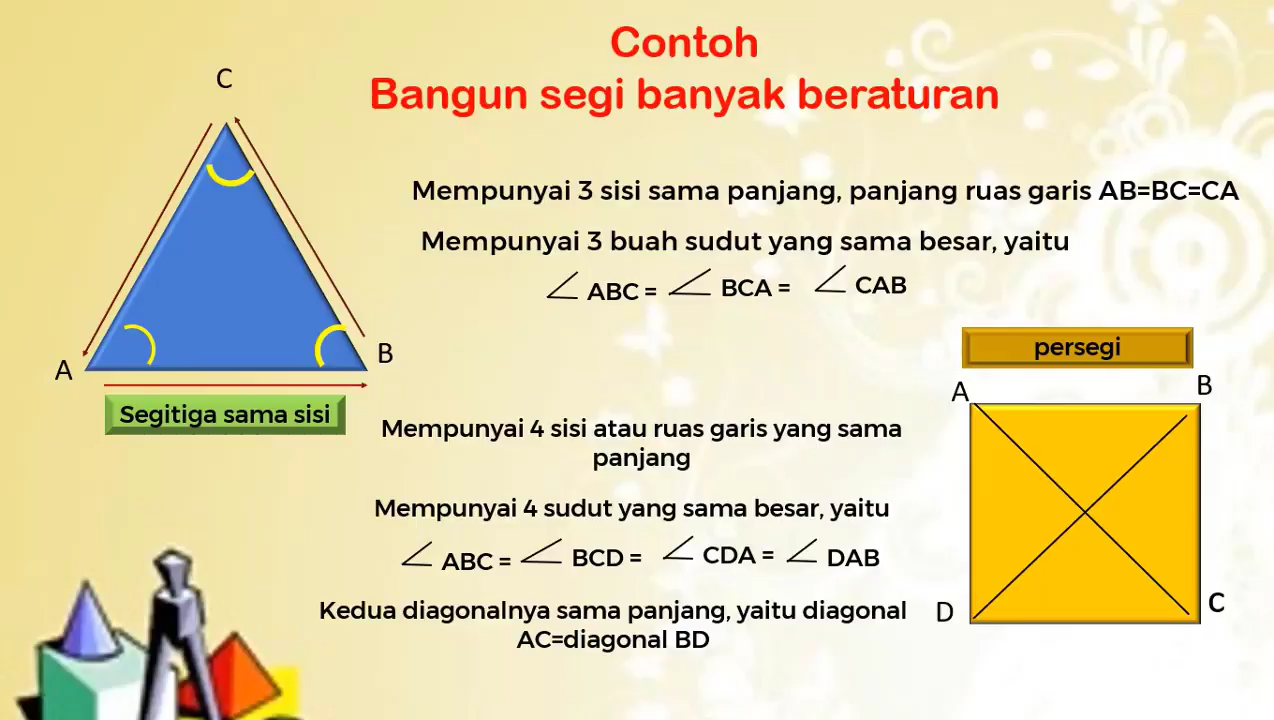 Contoh
Bangun segi banyak beraturan
C
A
B
Segitiga sama sisi
Mempunyai 3 sisi sama panjang, panjang ruas garis AB=BC=CA
Mempunyai 3 buah sudut yang sama besar, yaitu
∠ ABC = ∠ BCA = ∠ CAB
persegi
A
B
D
C
Mempunyai 4 sisi atau ruas garis yang sama
panjang
Mempunyai 4 sudut yang sama besar, yaitu
∠ ABC = ∠ BCD = ∠ CDA = ∠ DAB
Kedua diagonalnya sama panjang, yaitu diagonal
AC=diagonal BD